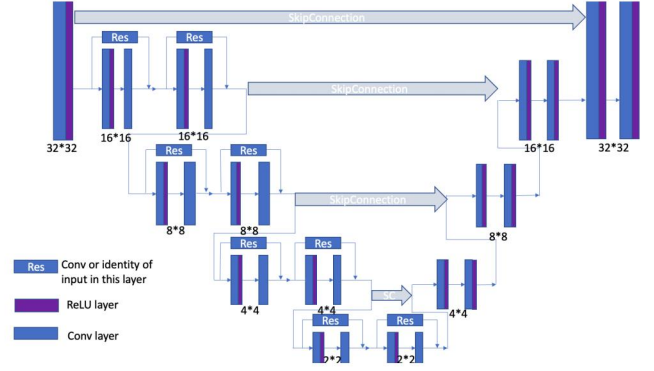 SkipConnection
Res
Res
SkipConnection
16*16
16*16
16*16
32*32
32*32
Res
Res
SkipConnection
8*8
8*8
8*8
Res
Res
Res
Conv or identity of
input in this layer
SC
ReLU layer
4*4
4*4
4*4
Res
Res
Conv layer
2*2
2*2